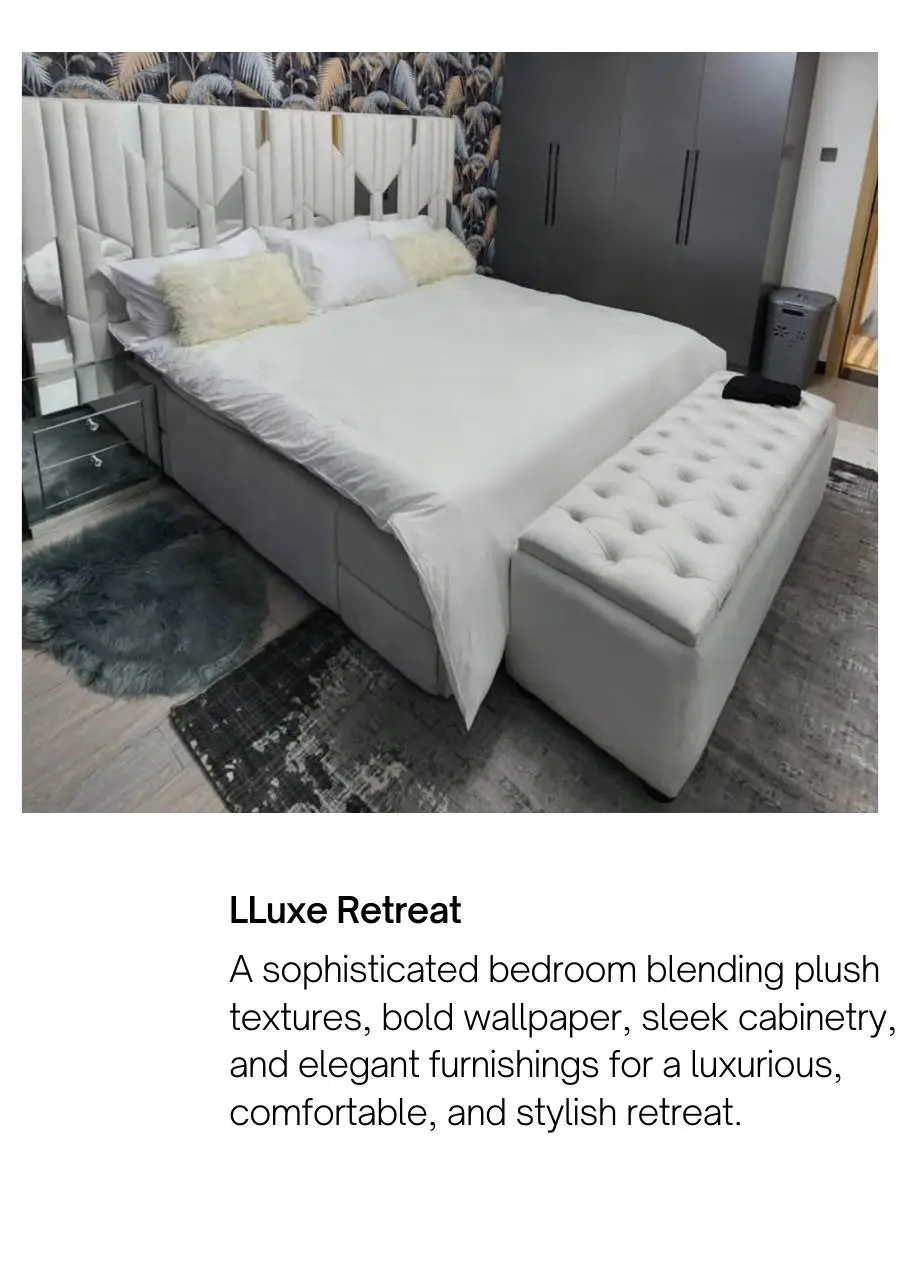 LLuxe Retreat
A sophisticated bedroom blending plush
textures, bold wallpaper, sleek cabinetry,
and elegant furnishings for a luxurious,
comfortable, and stylish retreat.